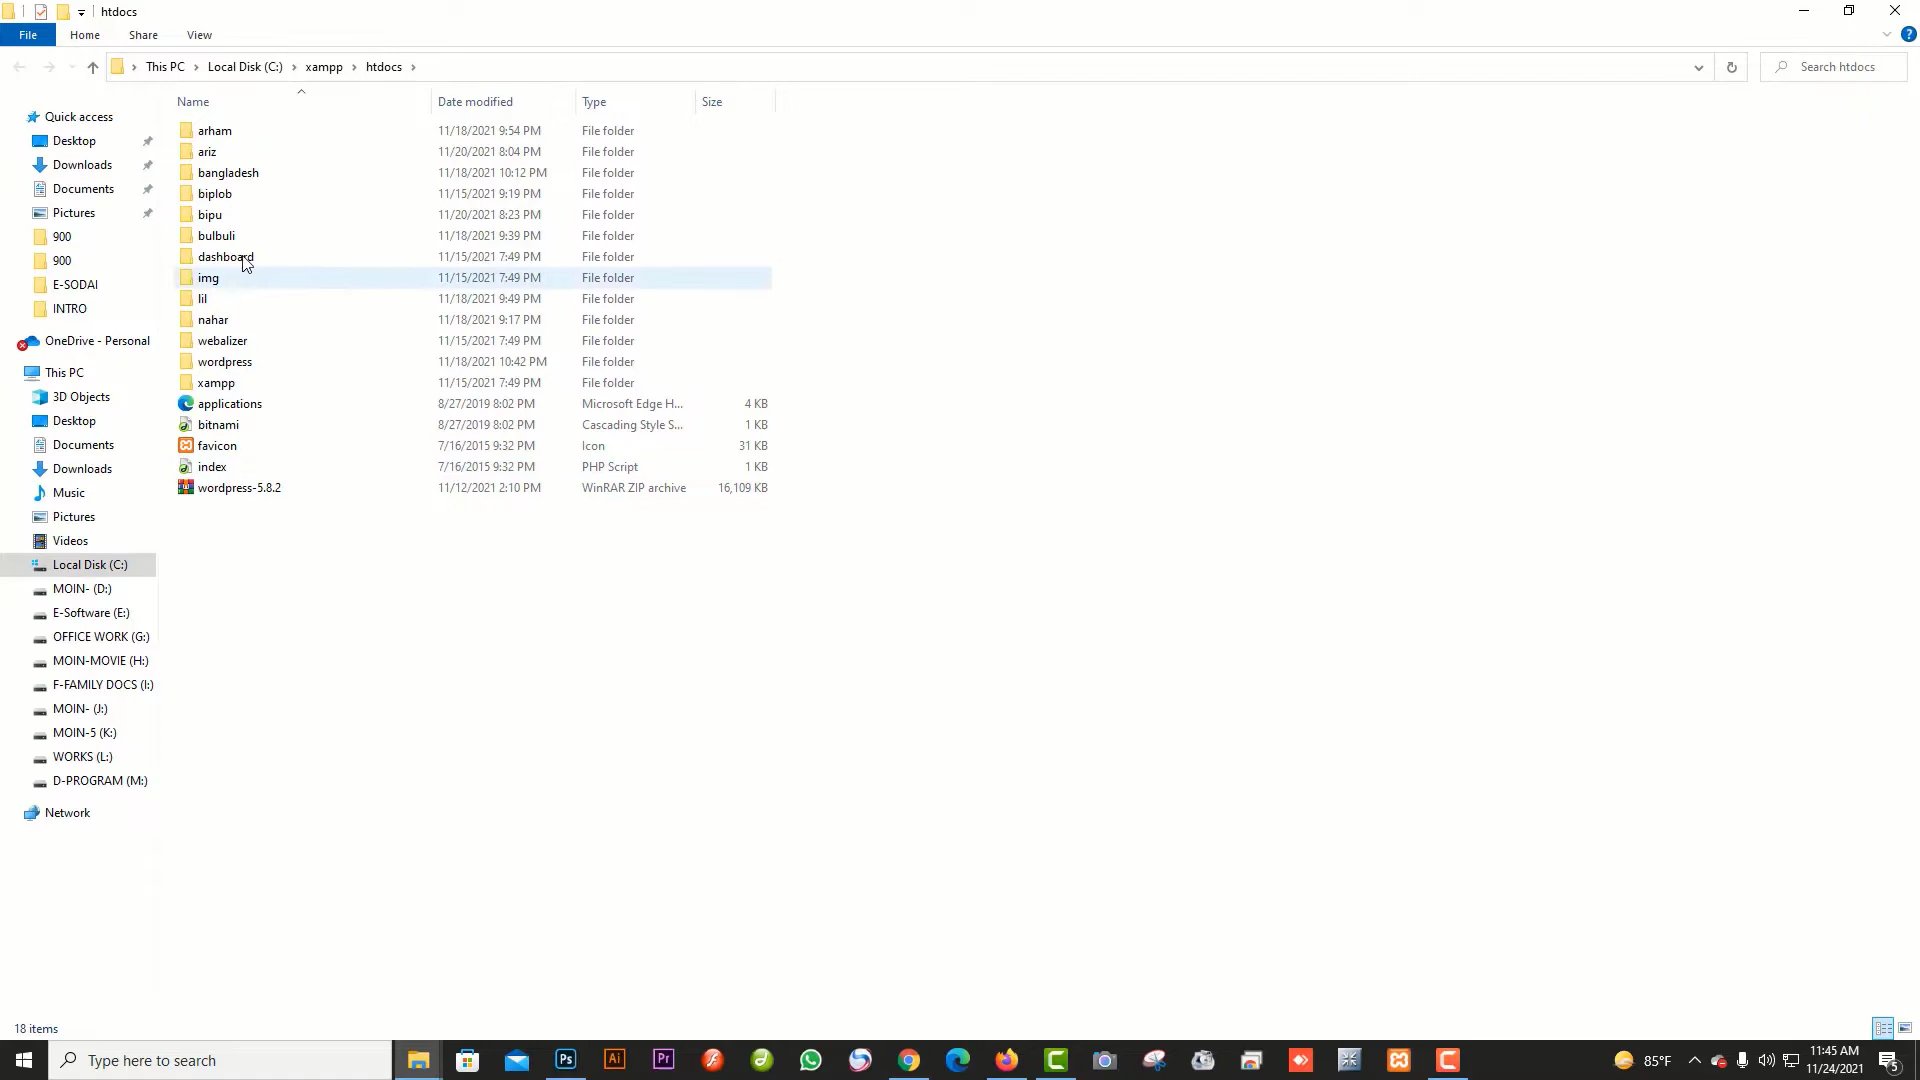 htdocs
File Home Share View
This PC Local Disk (C:) xampp htdocs
Search htdocs
Name Date modified Type Size
arham 11/18/2021 9:54 PM File folder
ariz 11/20/2021 8:04 PM File folder
bangladesh 11/18/2021 10:12 PM File folder
biplob 11/15/2021 9:19 PM File folder
bipu 11/20/2021 8:23 PM File folder
bulbuli 11/18/2021 9:39 PM File folder
dashboard 11/15/2021 7:49 PM File folder
img 11/15/2021 7:49 PM File folder
lil 11/18/2021 9:49 PM File folder
nahar 11/18/2021 9:17 PM File folder
webalizer 11/15/2021 7:49 PM File folder
wordpress 11/18/2021 10:42 PM File folder
xampp 11/15/2021 7:49 PM File folder
applications 8/27/2019 8:02 PM Microsoft Edge H... 4 KB
bitnami 8/27/2019 8:02 PM Cascading Style S... 1 KB
favicon 7/16/2015 9:32 PM Icon 31 KB
index 7/16/2015 9:32 PM PHP Script 1 KB
wordpress-5.8.2 11/12/2021 2:10 PM WinRAR ZIP archive 16,109 KB
Quick access
Desktop
Downloads
Documents
Pictures
900
900
E-SODAI
INTRO
OneDrive - Personal
This PC
3D Objects
Desktop
Documents
Downloads
Music
Pictures
Videos
Local Disk (C:)
MOIN- (D:)
E-Software (E:)
OFFICE WORK (G:)
MOIN-MOVIE (H:)
F-FAMILY DOCS (I:)
MOIN- (J:)
MOIN-5 (K:)
WORKS (L:)
D-PROGRAM (M:)
Network
18 items
Type here to search
Ps
Ai
Pr
85°F
11:45 AM
11/24/2021
5